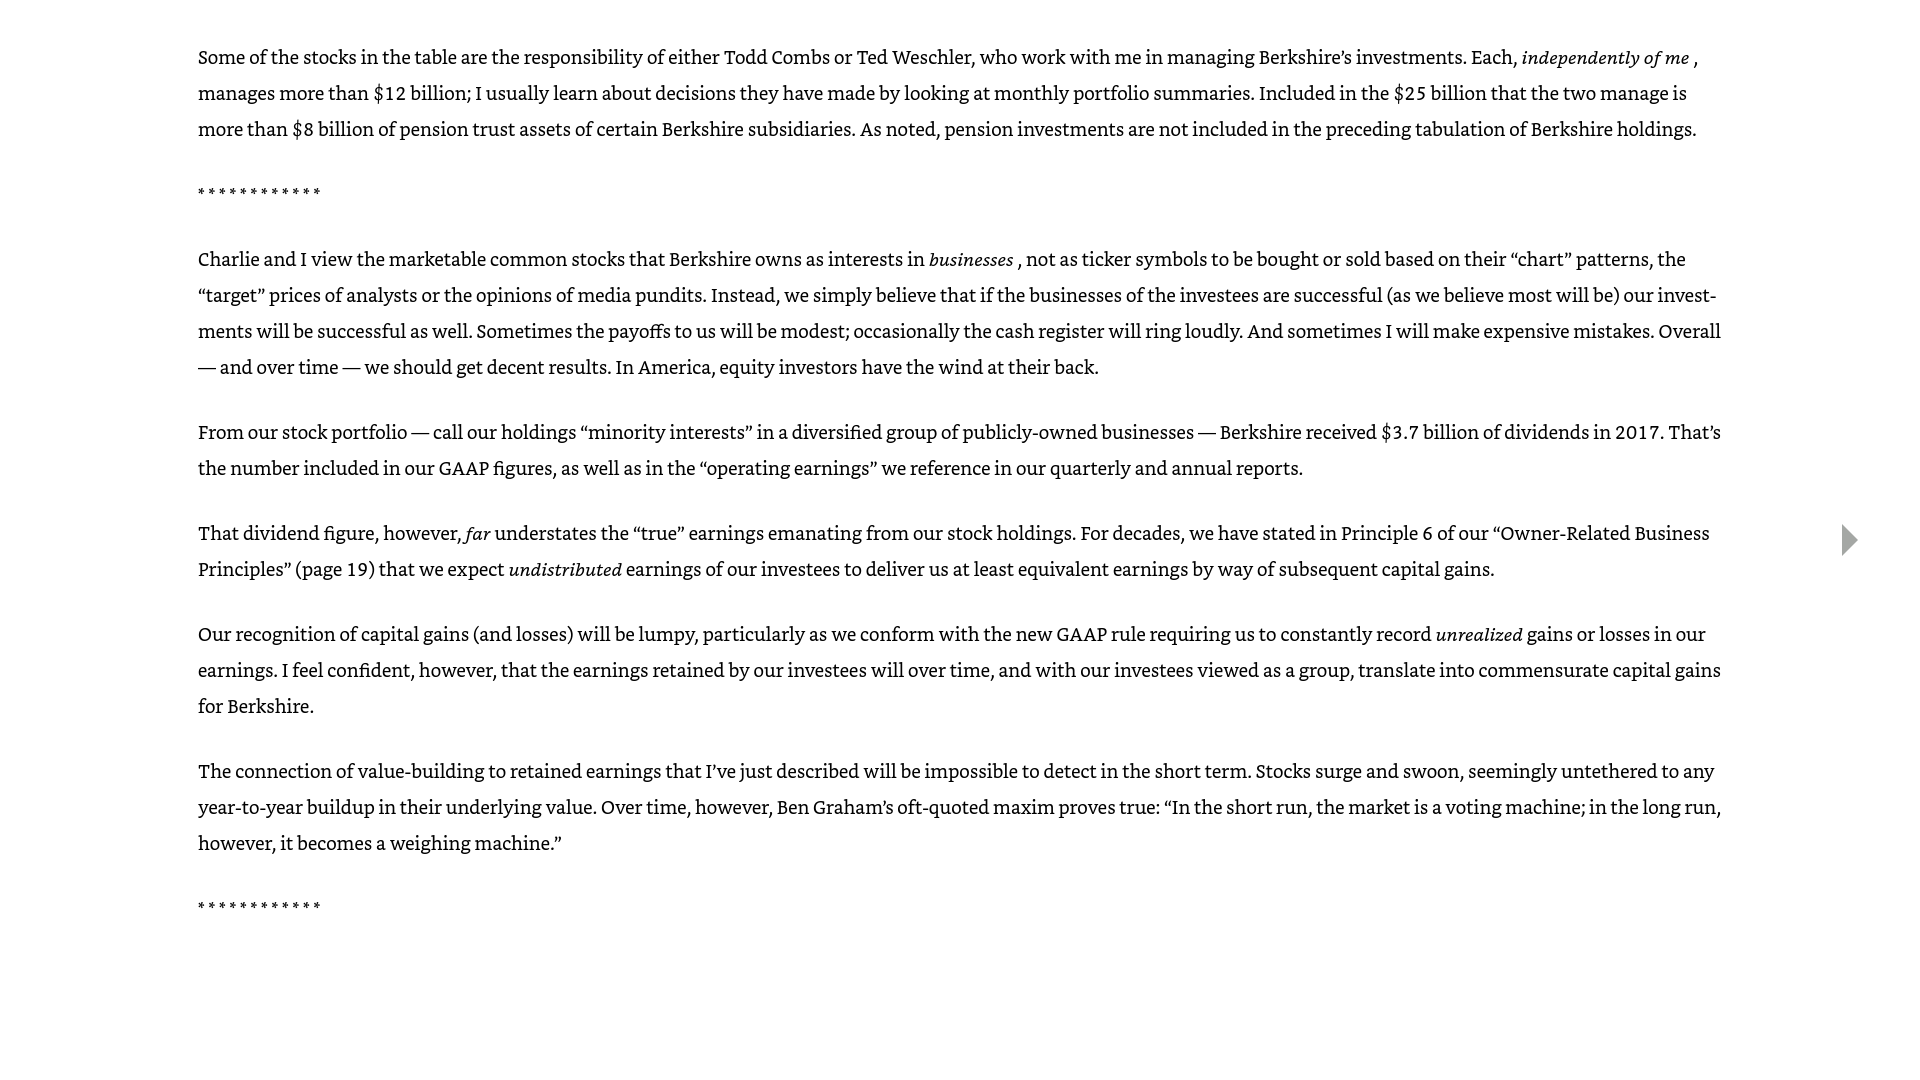 Some of the stocks in the table are the responsibility of either Todd Combs or Ted Weschler, who work with me in managing Berkshire’s investments. Each, independently of me ,
manages more than $12 billion; I usually learn about decisions they have made by looking at monthly portfolio summaries. Included in the $25 billion that the two manage is
more than $8 billion of pension trust assets of certain Berkshire subsidiaries. As noted, pension investments are not included in the preceding tabulation of Berkshire holdings.
* * * * * * * * * * * *
Charlie and I view the marketable common stocks that Berkshire owns as interests in businesses , not as ticker symbols to be bought or sold based on their “chart” patterns, the
“target” prices of analysts or the opinions of media pundits. Instead, we simply believe that if the businesses of the investees are successful (as we believe most will be) our invest-
ments will be successful as well. Sometimes the payoffs to us will be modest; occasionally the cash register will ring loudly. And sometimes I will make expensive mistakes. Overall
— and over time — we should get decent results. In America, equity investors have the wind at their back.
From our stock portfolio — call our holdings “minority interests” in a diversified group of publicly-owned businesses — Berkshire received $3.7 billion of dividends in 2017. That’s
the number included in our GAAP figures, as well as in the “operating earnings” we reference in our quarterly and annual reports.
That dividend figure, however, far understates the “true” earnings emanating from our stock holdings. For decades, we have stated in Principle 6 of our “Owner-Related Business
Principles” (page 19) that we expect undistributed earnings of our investees to deliver us at least equivalent earnings by way of subsequent capital gains.
Our recognition of capital gains (and losses) will be lumpy, particularly as we conform with the new GAAP rule requiring us to constantly record unrealized gains or losses in our
earnings. I feel confident, however, that the earnings retained by our investees will over time, and with our investees viewed as a group, translate into commensurate capital gains
for Berkshire.
The connection of value-building to retained earnings that I’ve just described will be impossible to detect in the short term. Stocks surge and swoon, seemingly untethered to any
year-to-year buildup in their underlying value. Over time, however, Ben Graham’s oft-quoted maxim proves true: “In the short run, the market is a voting machine; in the long run,
however, it becomes a weighing machine.”
* * * * * * * * * * * *